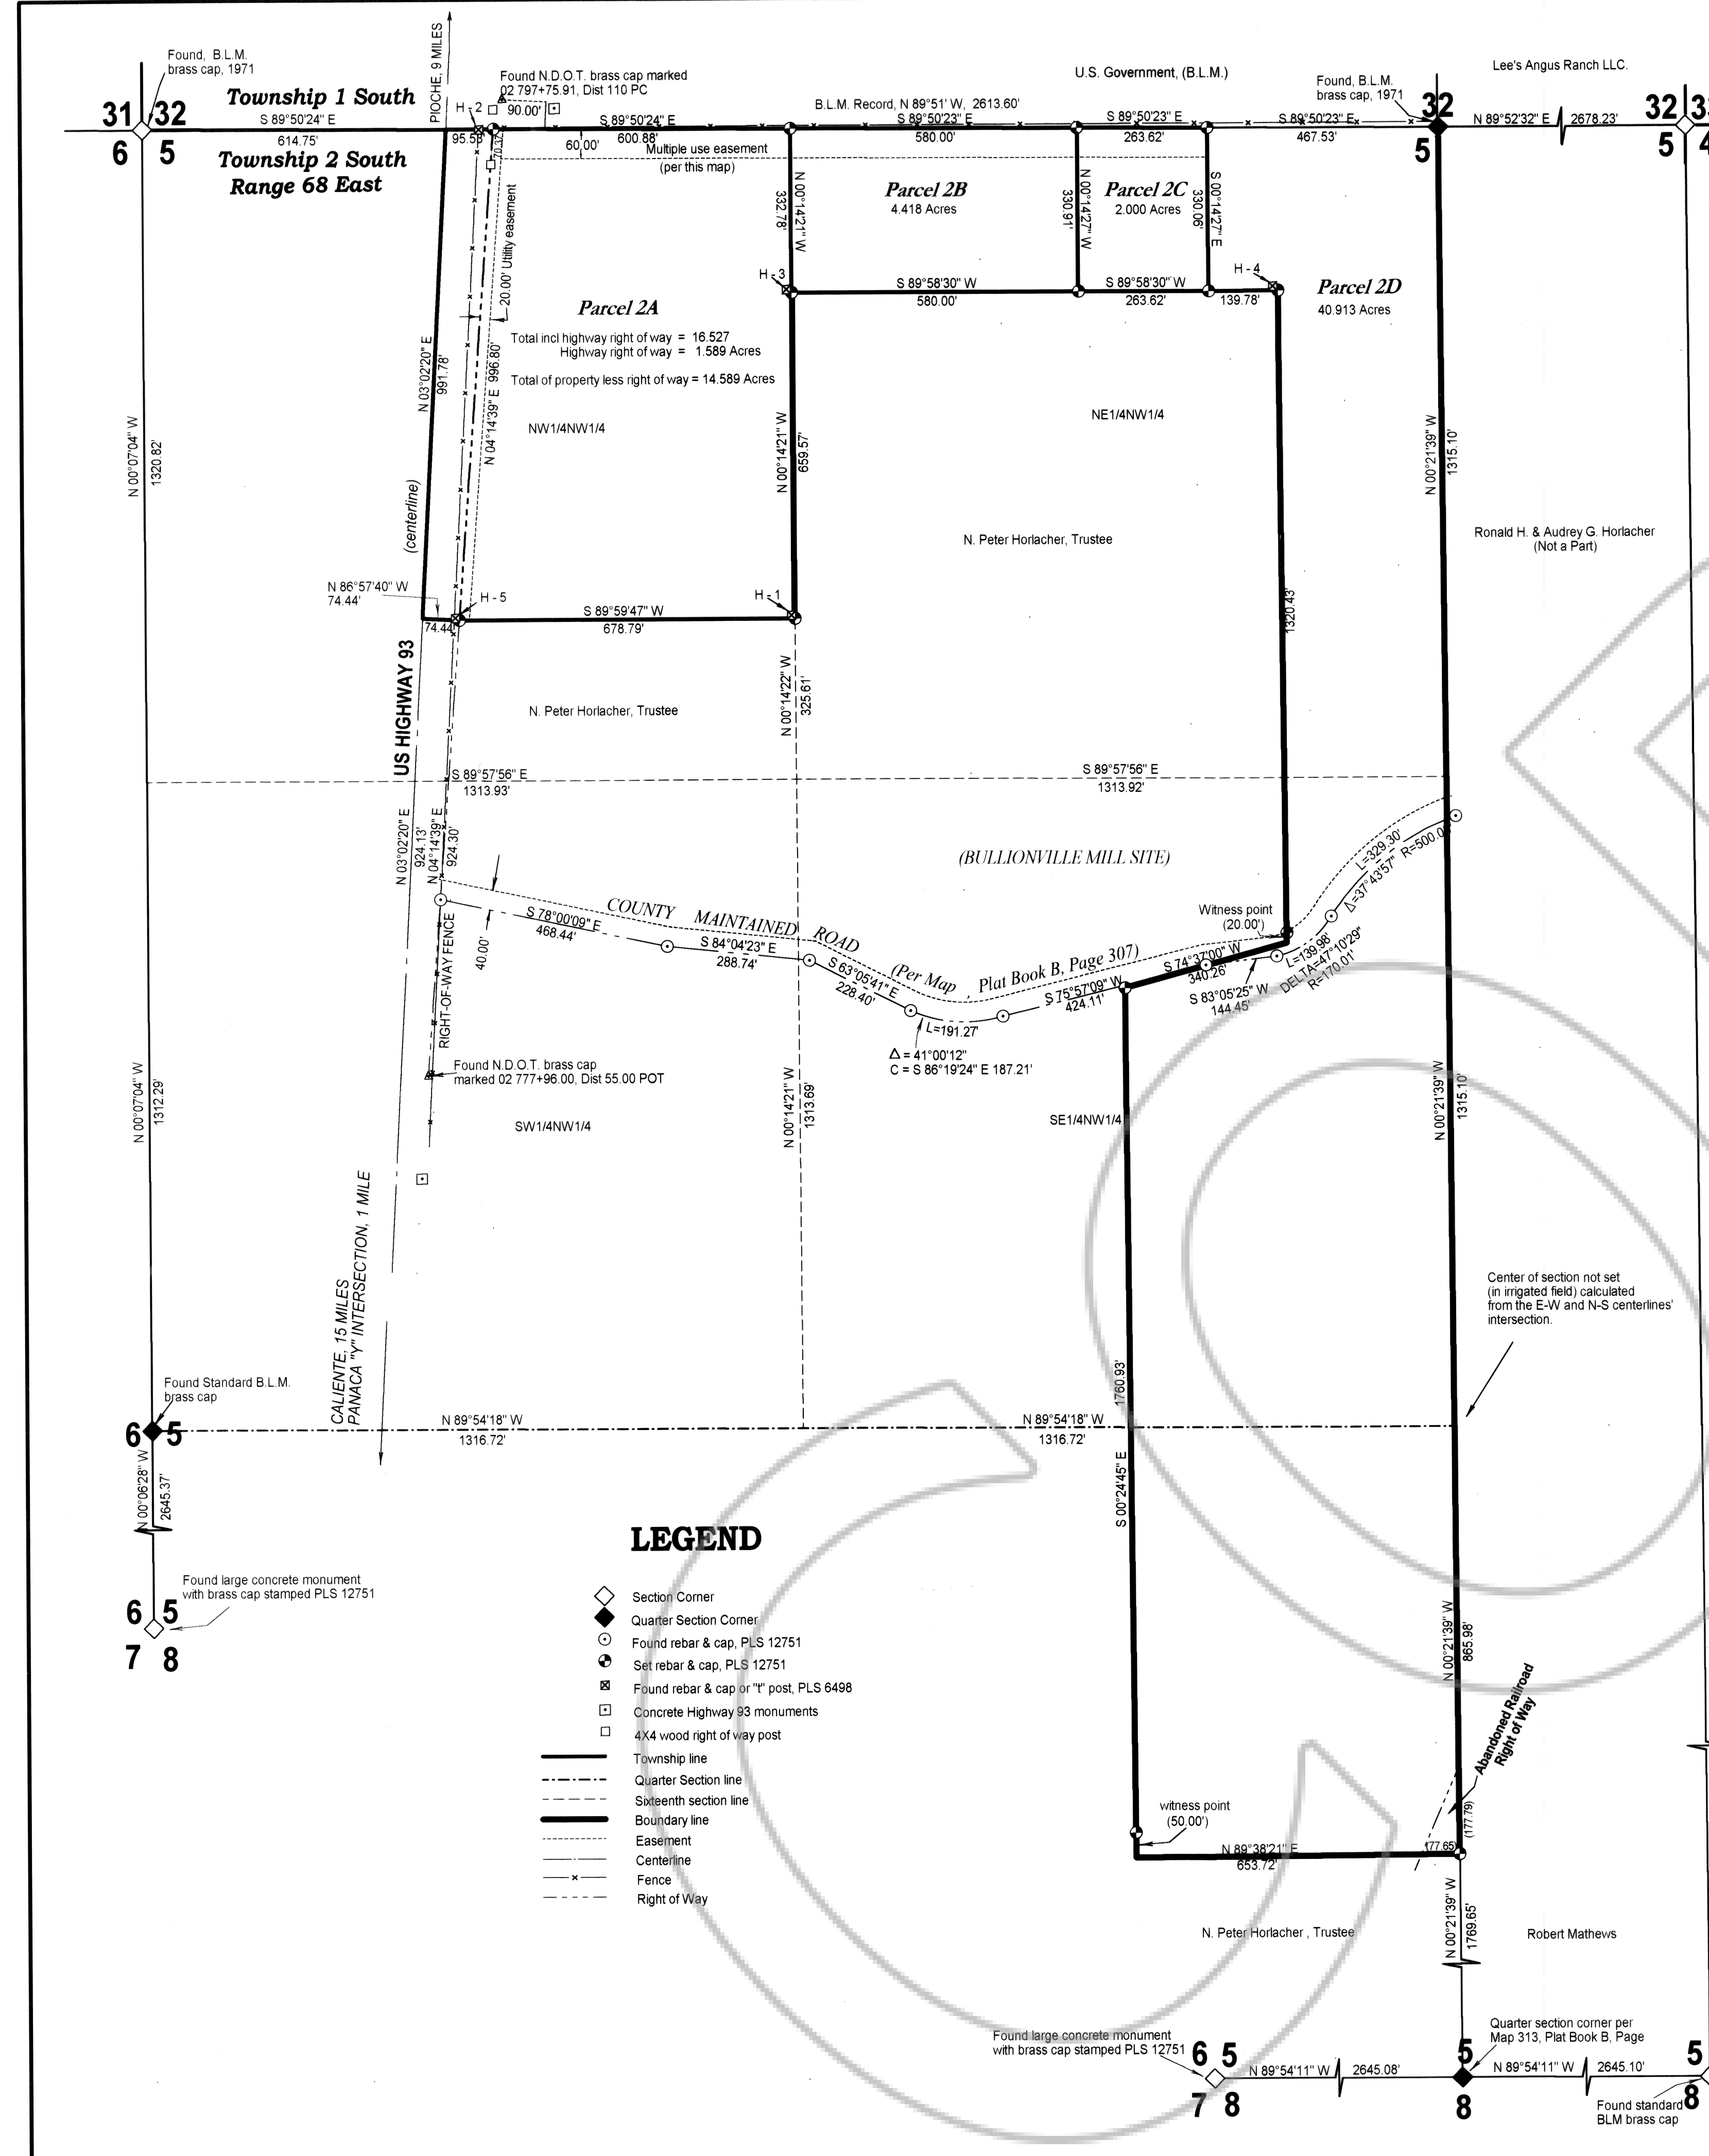 PIOCHE, 9 MILES
Found, B.L.M.
brass cap, 1971
Township 1 South
31 32
S 89°50'24" E
614.75'
6 5
Township 2 South
Range 68 East
H - 2
Found N.D.O.T. brass cap marked
02 797+75.91, Dist 110 PC
90.00'
95.55'
70.37'
S 89°50'24" E
600.88'
60.00'
Multiple use easement
(per this map)
U.S. Government, (B.L.M.)
B.L.M. Record, N 89°51' W, 2613.60'
S 89°50'23" E
580.00'
S 89°50'23" E
263.62'
S 89°50'23" E
467.53'
Found, B.L.M.
brass cap, 1971
32
5
Lee's Angus Ranch LLC.
N 89°52'32" E 2678.23'
32
5
N 00°14'21" W
332.78'
Parcel 2B
4.418 Acres
N 00°14'27" W
330.91'
Parcel 2C
2.000 Acres
S 00°14'27" E
330.06'
H - 3
H - 4
S 89°58'30" W
580.00'
S 89°58'30" W
263.62'
139.78'
Parcel 2D
40.913 Acres
20.00' Utility easement
Parcel 2A
Total incl highway right of way = 16.527
Highway right of way = 1.589 Acres
Total of property less right of way = 14.589 Acres
N 03°02'20" E
991.78'
N 04°14'39" E 996.80'
NW1/4NW1/4
NE1/4NW1/4
N 00°07'04" W
1320.82'
(centerline)
N 00°14'21" W
659.57'
N 00°21'39" W
1315.10'
N. Peter Horlacher, Trustee
Ronald H. & Audrey G. Horlacher
(Not a Part)
N 86°57'40" W
74.44'
H - 5
H - 1
74.44'
S 89°59'47" W
678.79'
1320.43'
US HIGHWAY 93
N 00°14'22" W
325.61'
N. Peter Horlacher, Trustee
S 89°57'56" E
1313.93'
S 89°57'56" E
1313.92'
N 03°02'20" E
924.13'
N 04°14'39" E
924.30'
(BULLIONVILLE MILL SITE)
L=329.30'
Δ=37°43'57" R=500.0
Witness point
(20.00')
COUNTY MAINTAINED ROAD
(Per Map , Plat Book B, Page 307)
S 78°00'09" E
468.44'
40.00'
S 84°04'23" E
288.74'
S 63°05'41" E
228.40'
L=191.27'
Δ = 41°00'12"
C = S 86°19'24" E 187.21'
S 75°57'09" W
424.11'
S 74°37'00" W
340.26'
S 83°05'25" W
144.45'
L=139.98'
DELTA=47°10'29"
R=170.01'
RIGHT-OF-WAY FENCE
Found N.D.O.T. brass cap
marked 02 777+96.00, Dist 55.00 POT
N 00°07'04" W
1312.29'
N 00°14'21" W
1313.69'
N 00°21'39" W
1315.10'
SW1/4NW1/4
SE1/4NW1/4
CALIENTE, 15 MILES
PANACA "Y" INTERSECTION, 1 MILE
Center of section not set
(in irrigated field) calculated
from the E-W and N-S centerlines'
intersection.
Found Standard B.L.M.
brass cap
6 5
N 89°54'18" W
1316.72'
N 89°54'18" W
1316.72'
1760.93'
S 00°24'45" E
N 00°06'28" W
2645.37'
Found large concrete monument
with brass cap stamped PLS 12751
6 5
7 8
LEGEND
Section Corner
Quarter Section Corner
Found rebar & cap, PLS 12751
Set rebar & cap, PLS 12751
Found rebar & cap or "t" post, PLS 6498
Concrete Highway 93 monuments
4X4 wood right of way post
Township line
Quarter Section line
Sixteenth section line
Boundary line
Easement
Centerline
Fence
Right of Way
N 00°21'39" W
865.98'
Abandoned Railroad
Right of Way
witness point
(50.00')
(177.79)
(77.65)
N 89°38'21" E
653.72'
N 00°21'39" W
1769.65'
N. Peter Horlacher , Trustee
Robert Mathews
Found large concrete monument
with brass cap stamped PLS 12751
6 5
7 8
N 89°54'11" W 2645.08'
5
8
Quarter section corner per
Map 313, Plat Book B, Page
N 89°54'11" W 2645.10'
5
8
Found standard
BLM brass cap